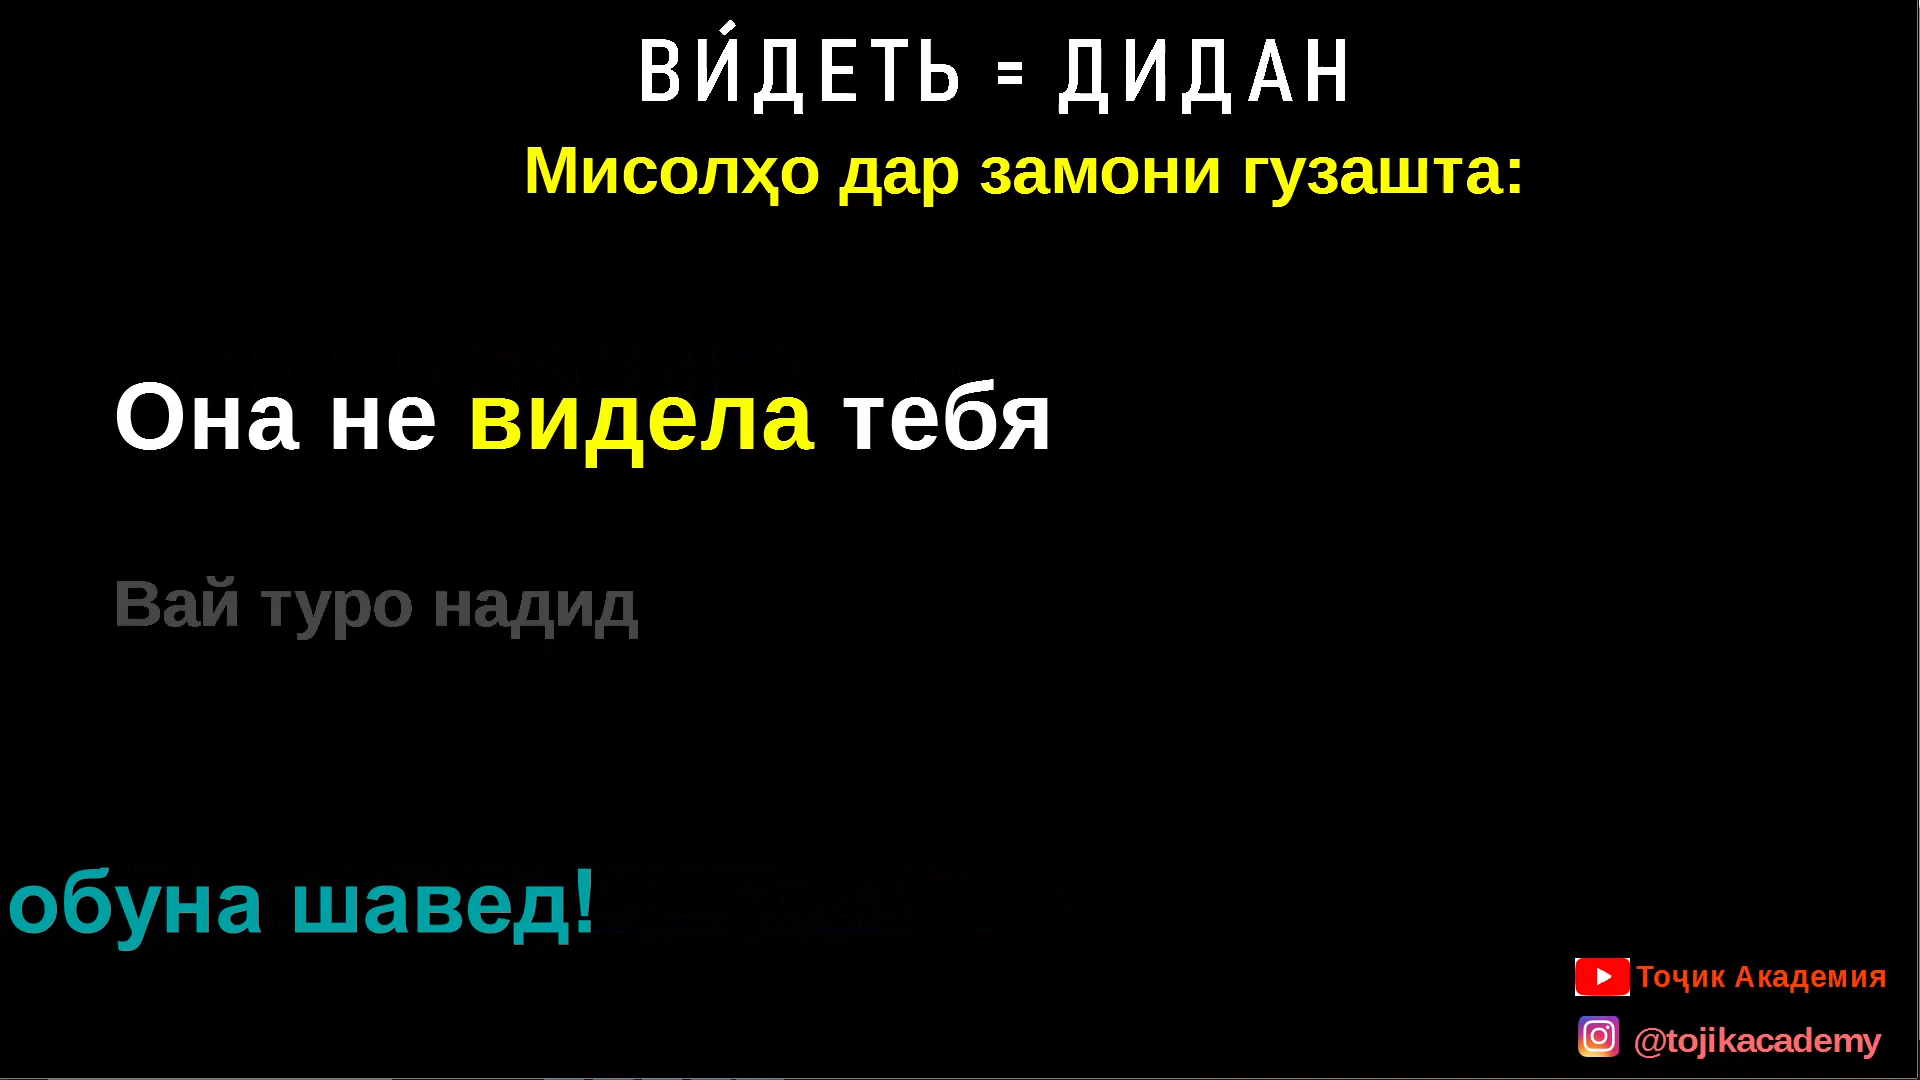 ВИ́ДЕТЬ = ДИДАН
Мисолҳо дар замони гузашта:
Она не видела тебя
Вай туро надид
обуна шавед!
Тоҷик Академия
@tojikacademy